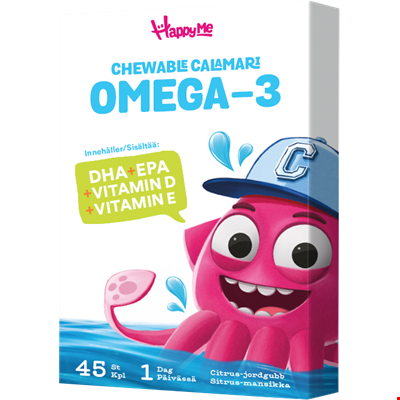 HappyMe
CHEWABLE CALAMARI
OMEGA-3
Innehåller/Sisältää:
DHA+EPA
+VITAMIN D
+VITAMIN E
C
45 St Kpl
1 Dag Päivässä
Citrus-jordgubb
Sitrus-mansikka